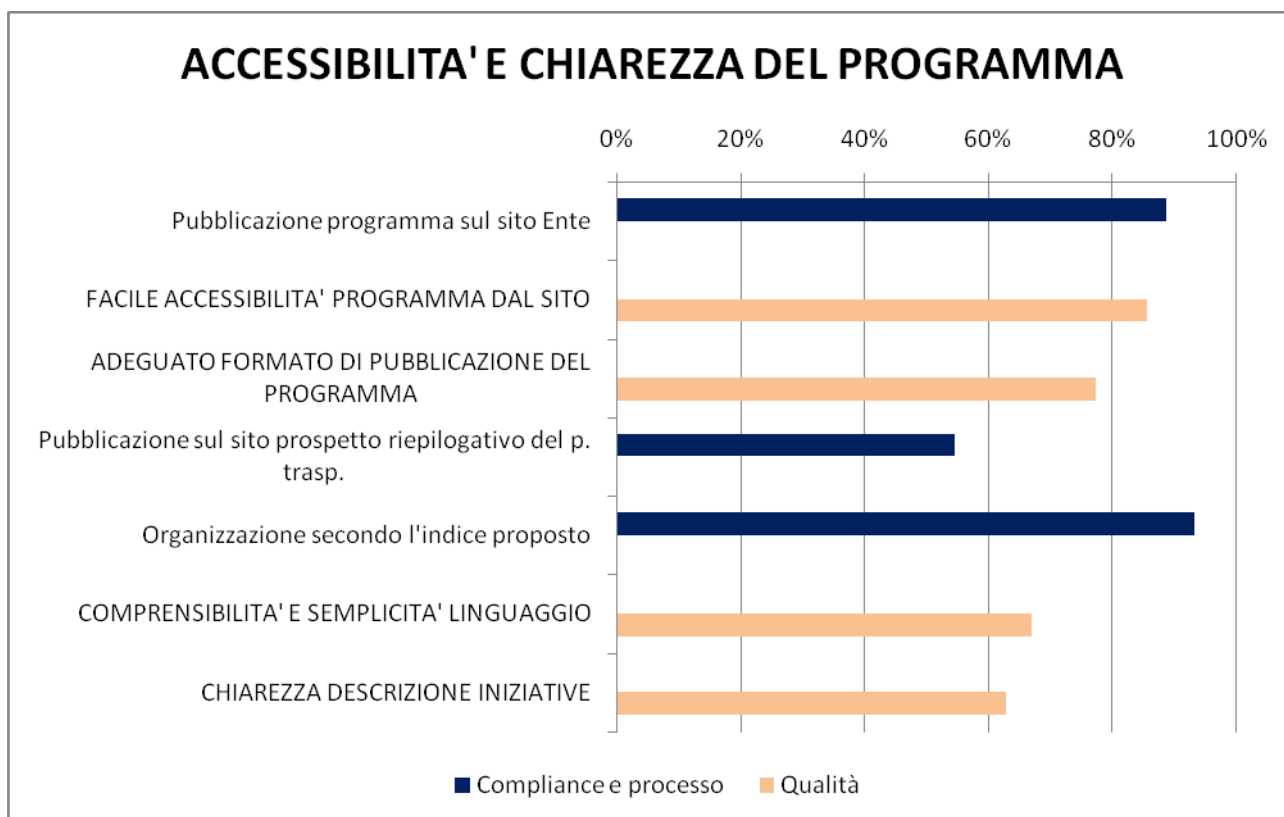 ACCESSIBILITA' E CHIAREZZA DEL PROGRAMMA
0% 20% 40% 60% 80% 100%
Pubblicazione programma sul sito Ente
FACILE ACCESSIBILITA' PROGRAMMA DAL SITO
ADEGUATO FORMATO DI PUBBLICAZIONE DEL
PROGRAMMA
Pubblicazione sul sito prospetto riepilogativo del p.
trasp.
Organizzazione secondo l'indice proposto
COMPRENSIBILITA' E SEMPLICITA' LINGUAGGIO
CHIAREZZA DESCRIZIONE INIZIATIVE
Compliance e processo Qualità